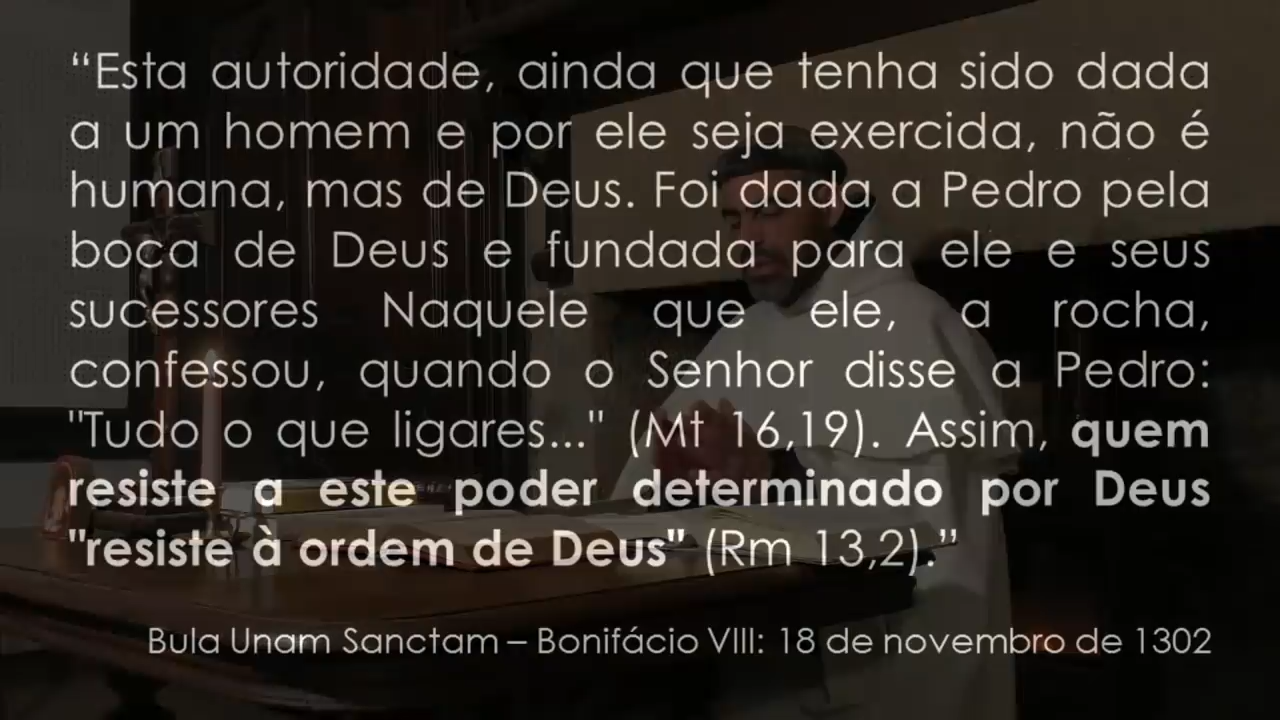 “Esta autoridade, ainda que tenha sido dada
a um homem e por ele seja exercida, não é
humana, mas de Deus. Foi dada a Pedro pela
boca de Deus e fundada para ele e seus
sucessores Naquele que ele, a rocha,
confessou, quando o Senhor disse a Pedro:
"Tudo o que ligares..." (Mt 16,19). Assim, quem
resiste a este poder determinado por Deus
"resiste à ordem de Deus" (Rm 13,2).”
Bula Unam Sanctam – Bonifácio VIII: 18 de novembro de 1302